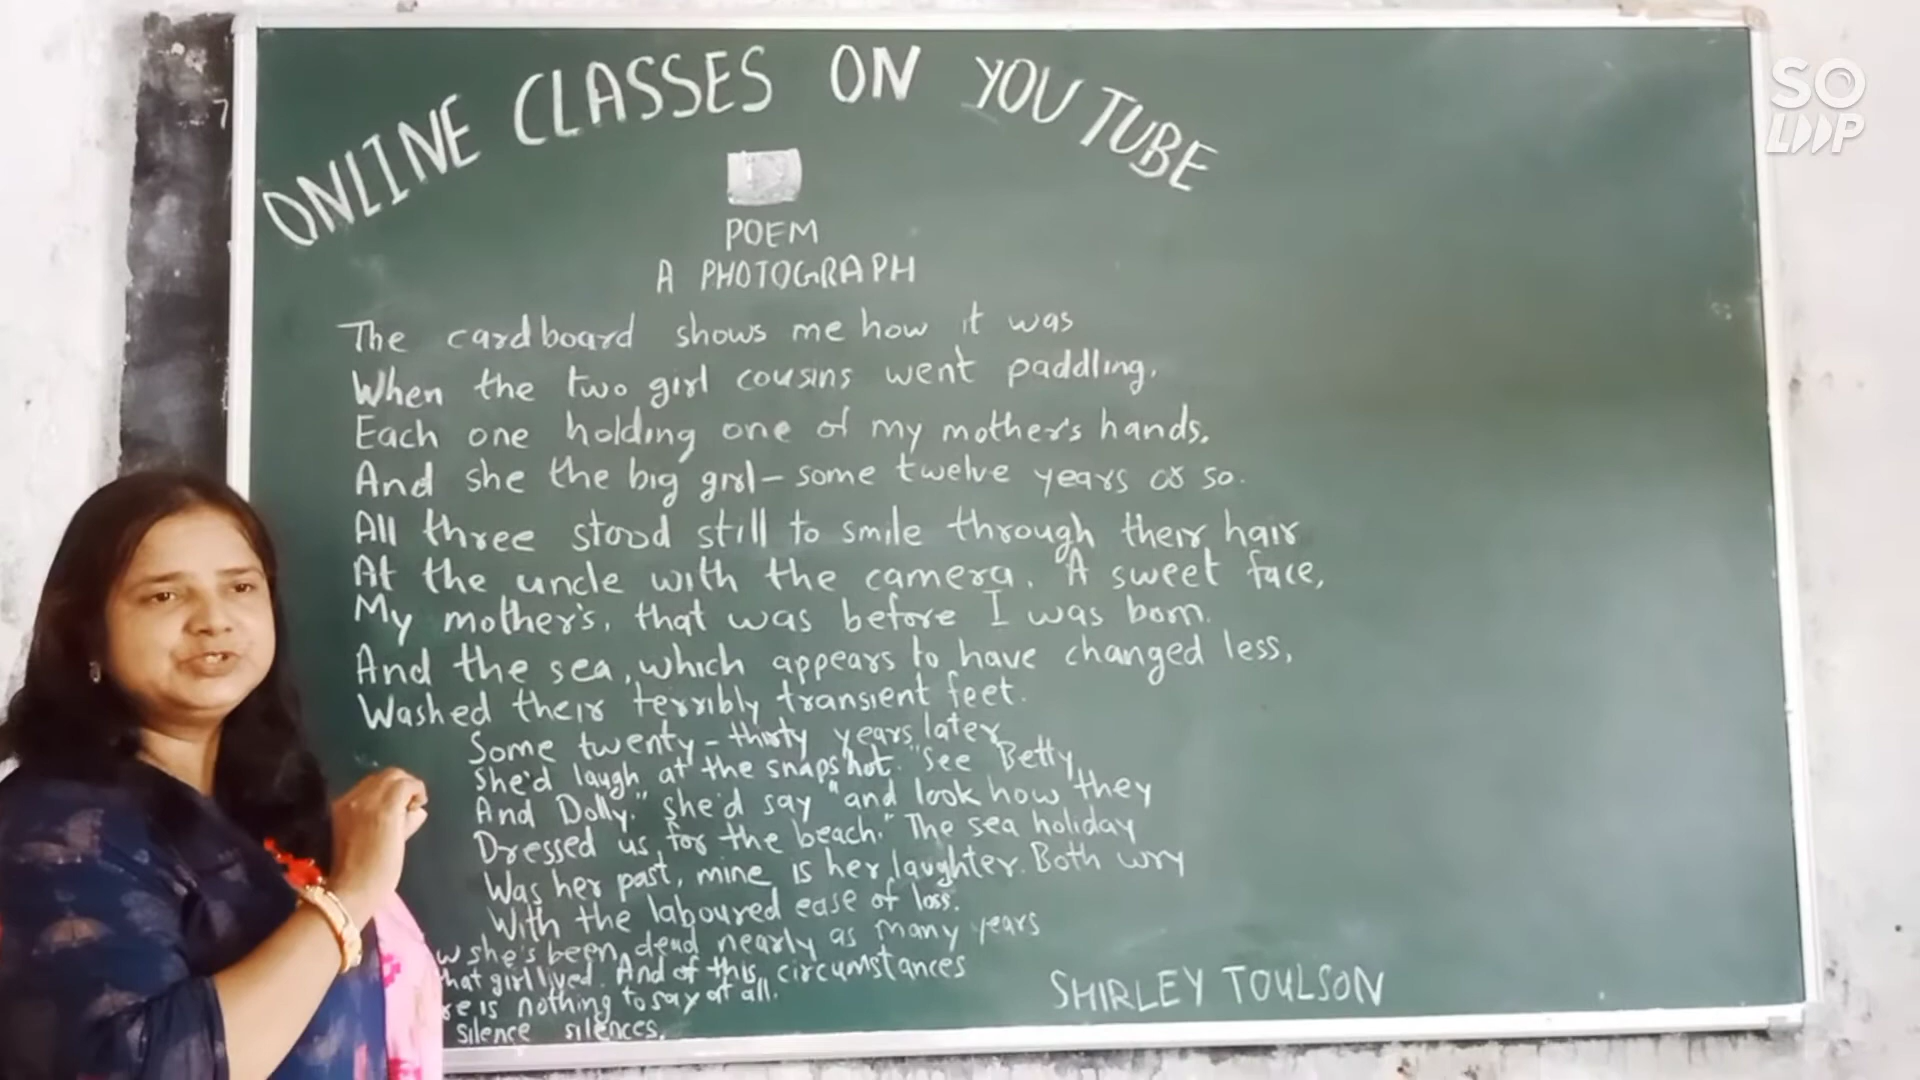 ONLINE CLASSES ON YOUTUBE
POEM
A PHOTOGRAPH
The cardboard shows me how it was
When the two girl cousins went paddling.
Each one holding one of my mother's hands.
And she the big girl - some twelve years or so.
All three stood still to smile through their hair
At the uncle with the camera. A sweet face,
My mother's, that was before I was born.
And the sea, which appears to have changed less,
Washed their terribly transient feet.
Some twenty - thirty years later
She'd laugh at the snapshot. "See Betty
And Dolly." she'd say "and look how they
Dressed us for the beach." The sea holiday
Was her past, mine is her laughter. Both wry
With the laboured ease of loss.
w she's been dead nearly as many years
hat girl lived. And of this circumstances
re is nothing to say at all.
silence silences.
SHIRLEY TOULSON
SO
LOOP